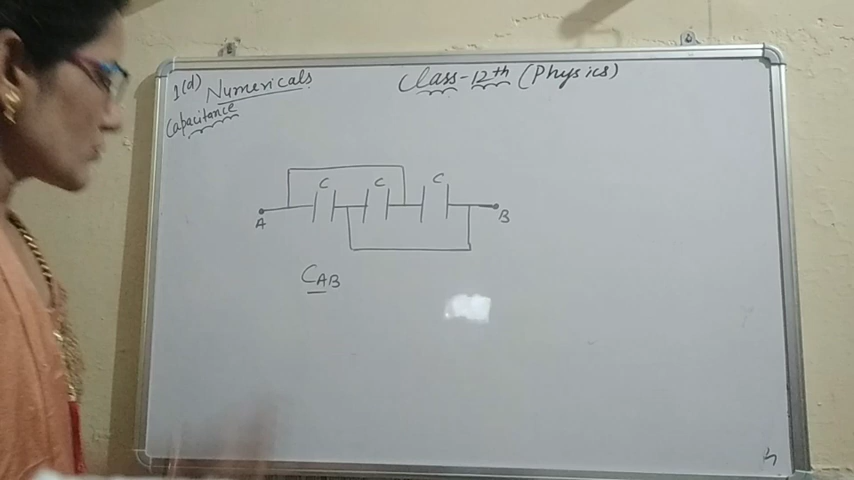 1(d) Numericals
Class-12th (Physics)
Capacitance
C C C
A B
CAB